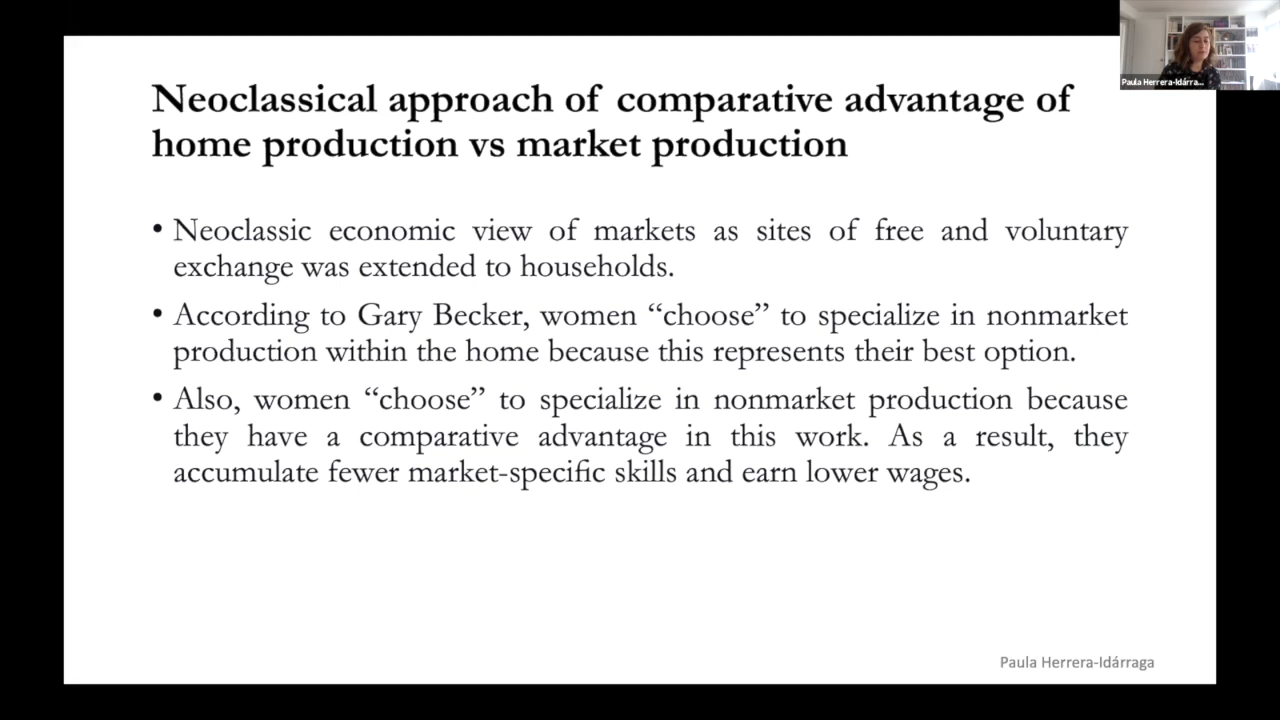 Paula Herrera-Idárra...
Neoclassical approach of comparative advantage of
home production vs market production
• Neoclassic economic view of markets as sites of free and voluntary
exchange was extended to households.
• According to Gary Becker, women “choose” to specialize in nonmarket
production within the home because this represents their best option.
• Also, women “choose” to specialize in nonmarket production because
they have a comparative advantage in this work. As a result, they
accumulate fewer market-specific skills and earn lower wages.
Paula Herrera-Idárraga